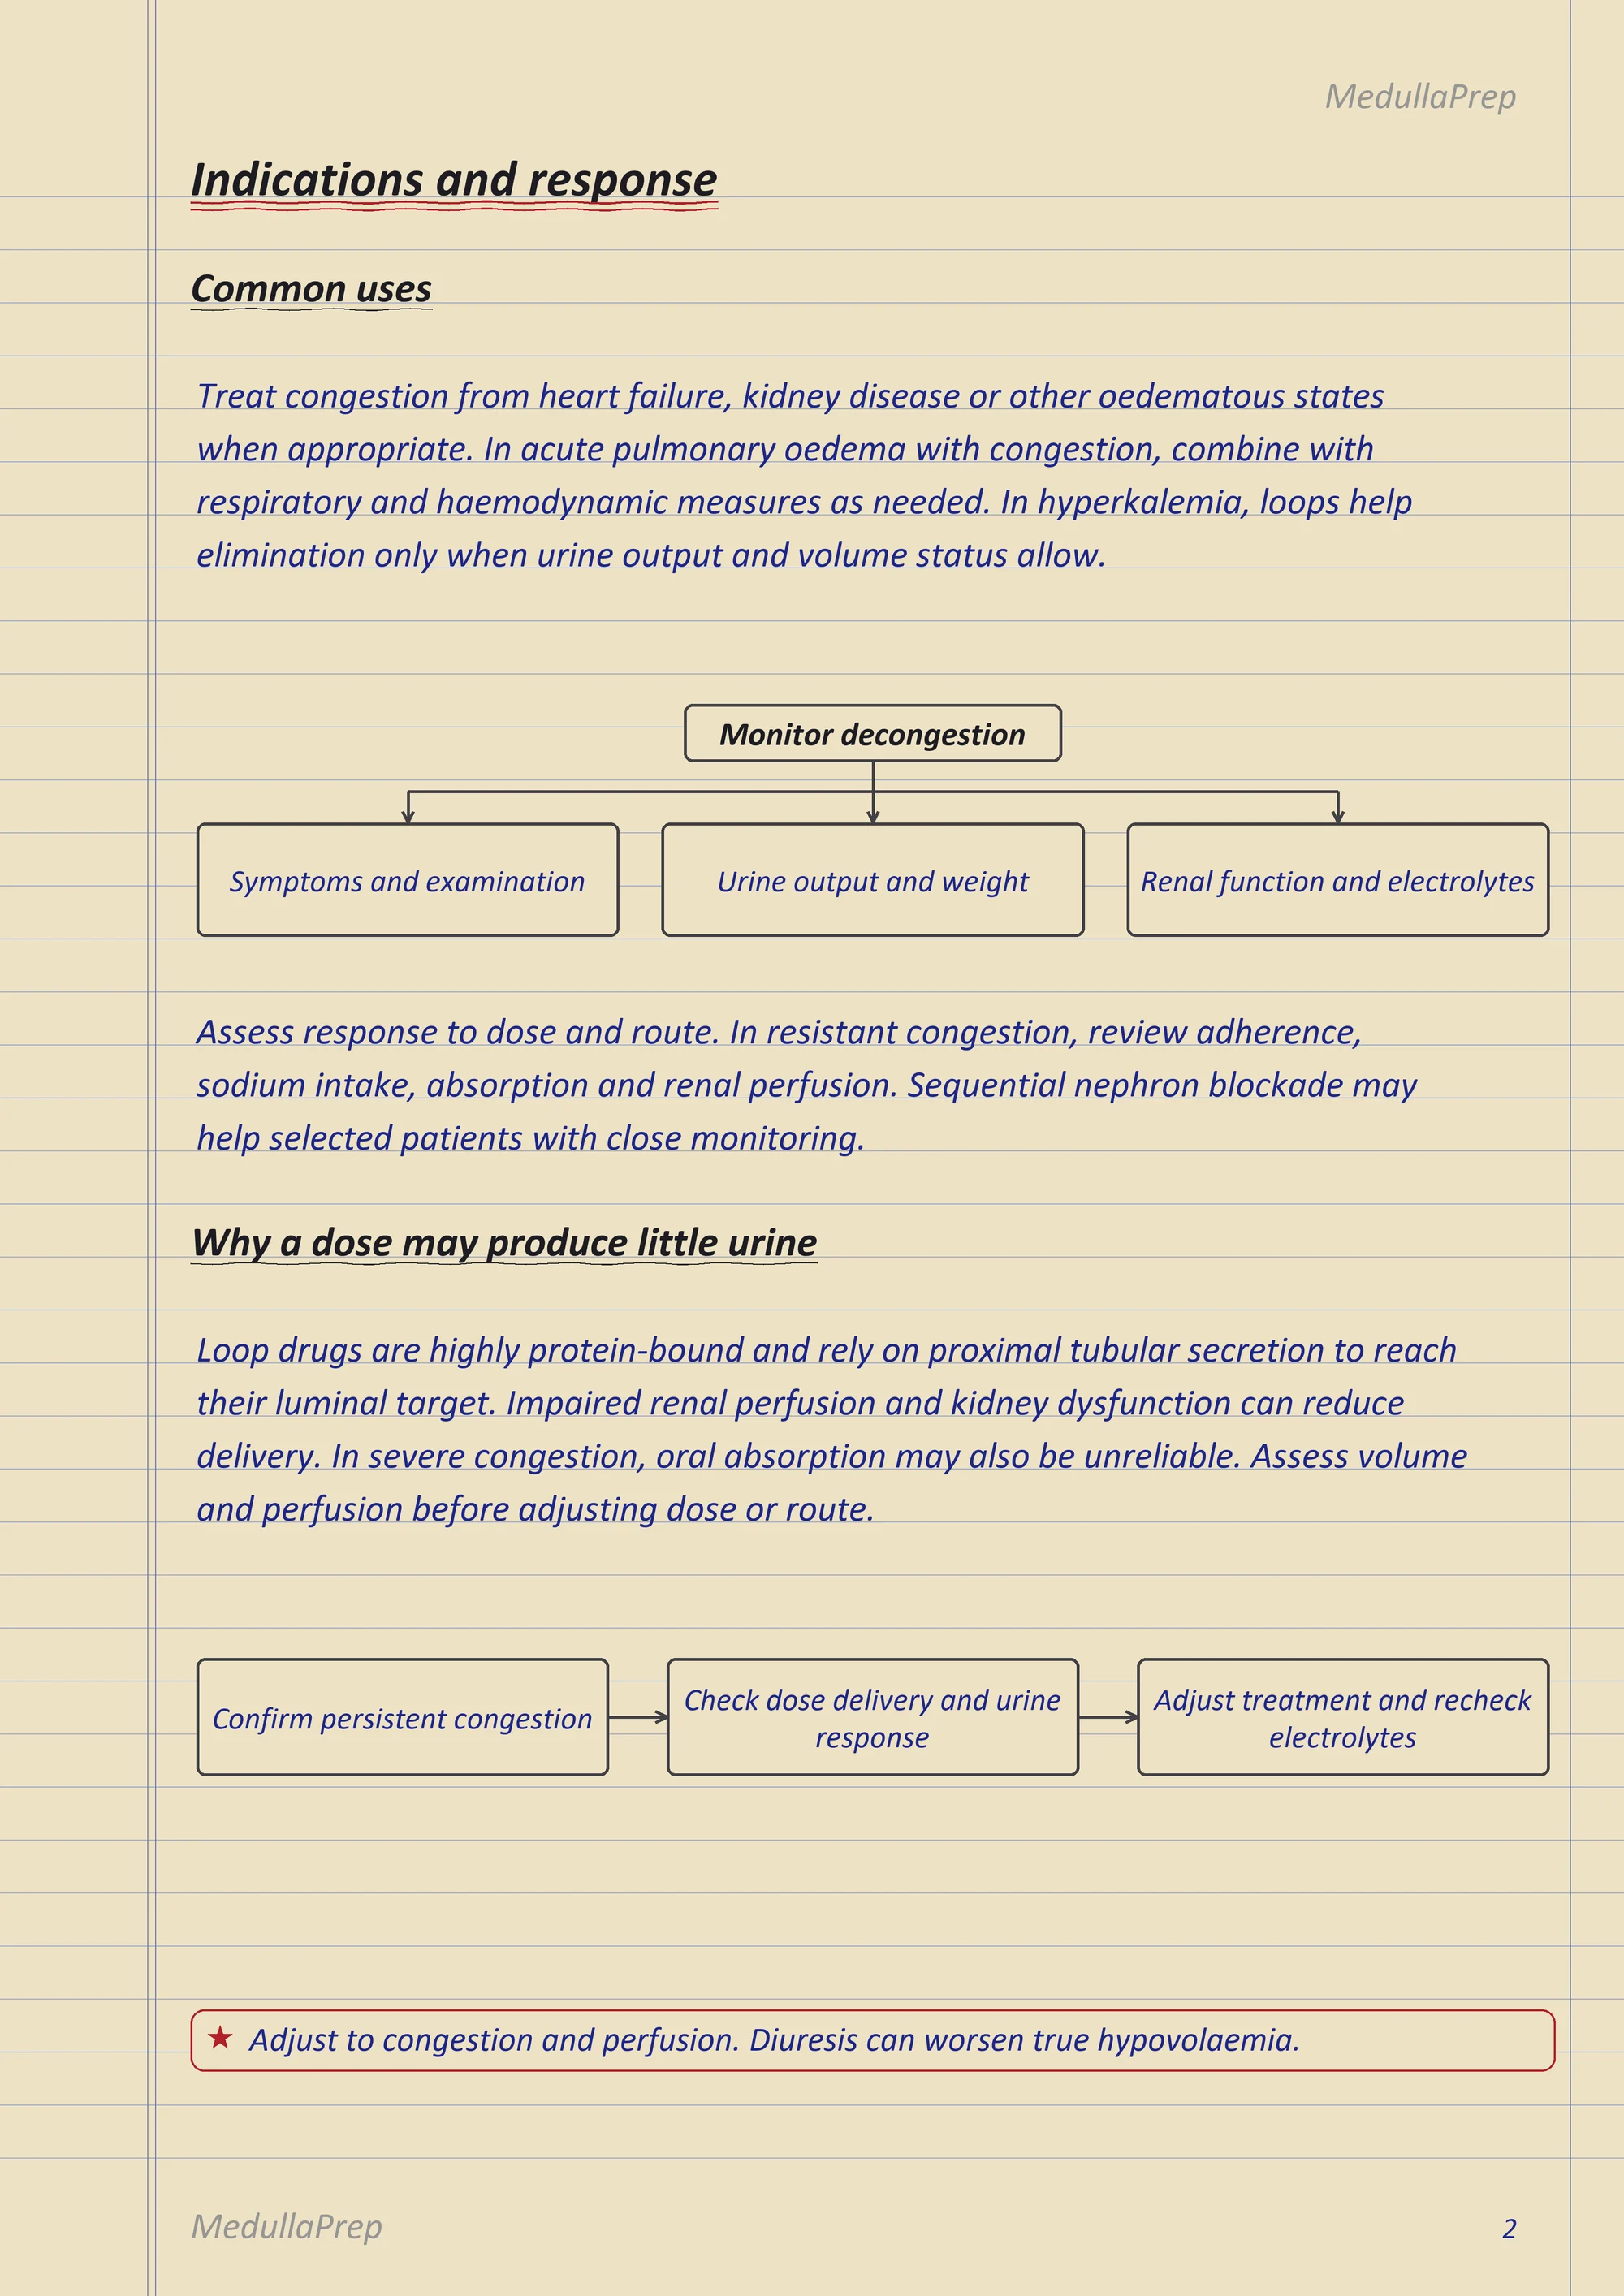 MedullaPrep
Indications and response
Common uses
Treat congestion from heart failure, kidney disease or other oedematous states
when appropriate. In acute pulmonary oedema with congestion, combine with
respiratory and haemodynamic measures as needed. In hyperkalemia, loops help
elimination only when urine output and volume status allow.
Monitor decongestion
Symptoms and examination
Urine output and weight
Renal function and electrolytes
Assess response to dose and route. In resistant congestion, review adherence,
sodium intake, absorption and renal perfusion. Sequential nephron blockade may
help selected patients with close monitoring.
Why a dose may produce little urine
Loop drugs are highly protein-bound and rely on proximal tubular secretion to reach
their luminal target. Impaired renal perfusion and kidney dysfunction can reduce
delivery. In severe congestion, oral absorption may also be unreliable. Assess volume
and perfusion before adjusting dose or route.
Confirm persistent congestion
Check dose delivery and urine
response
Adjust treatment and recheck
electrolytes
★ Adjust to congestion and perfusion. Diuresis can worsen true hypovolaemia.
MedullaPrep
2